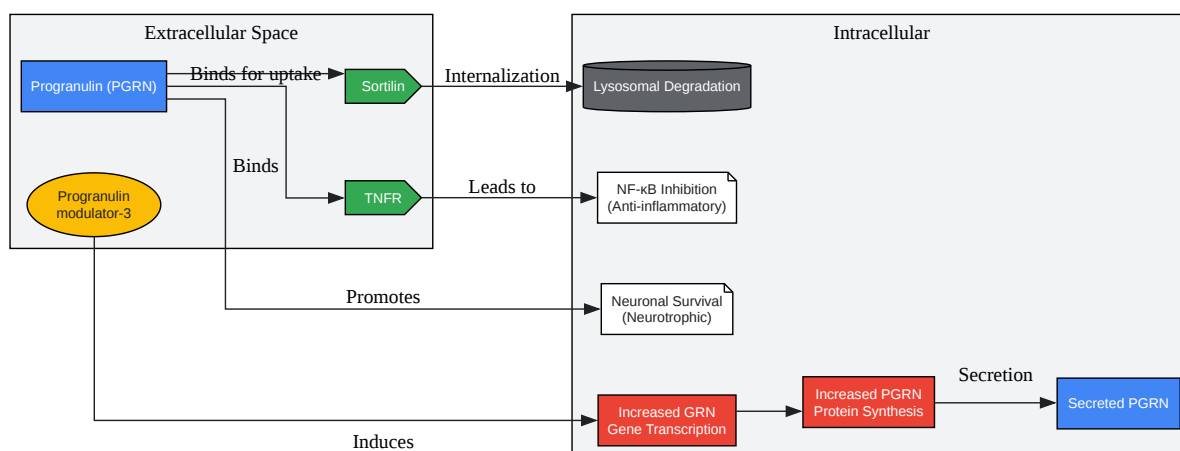 Extracellular Space
Intracellular
Progranulin (PGRN)
Binds for uptake
Sortilin
Internalization
Lysosomal Degradation
Binds
Progranulin
modulator-3
TNFR
Leads to
NF-κB Inhibition
(Anti-inflammatory)
Promotes
Neuronal Survival
(Neurotrophic)
Induces
Increased GRN
Gene Transcription
Increased PGRN
Protein Synthesis
Secretion
Secreted PGRN